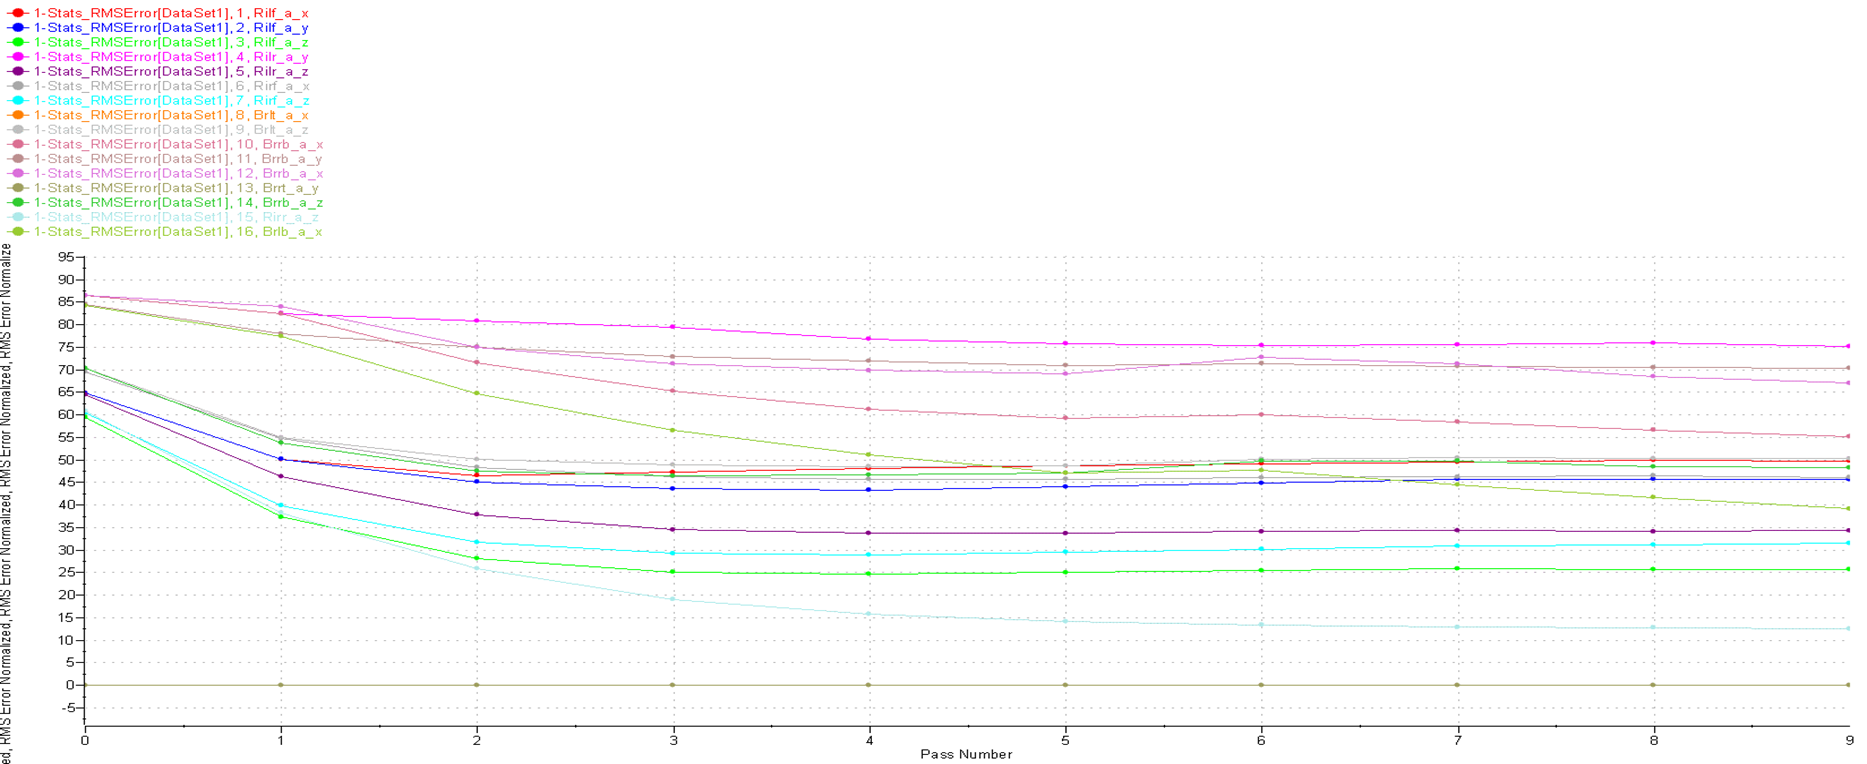 1-Stats_RMSError[DataSet1], 1, Rilf_a_x
1-Stats_RMSError[DataSet1], 2, Rilf_a_y
1-Stats_RMSError[DataSet1], 3, Rilf_a_z
1-Stats_RMSError[DataSet1], 4, Rilr_a_y
1-Stats_RMSError[DataSet1], 5, Rilr_a_z
1-Stats_RMSError[DataSet1], 6, Rirf_a_x
1-Stats_RMSError[DataSet1], 7, Rirf_a_z
1-Stats_RMSError[DataSet1], 8, Brlt_a_x
1-Stats_RMSError[DataSet1], 9, Brlt_a_z
1-Stats_RMSError[DataSet1], 10, Brrb_a_x
1-Stats_RMSError[DataSet1], 11, Brrb_a_y
1-Stats_RMSError[DataSet1], 12, Brrb_a_x
1-Stats_RMSError[DataSet1], 13, Brrt_a_y
1-Stats_RMSError[DataSet1], 14, Brrb_a_z
1-Stats_RMSError[DataSet1], 15, Rirr_a_z
1-Stats_RMSError[DataSet1], 16, Brlb_a_x
ed, RMS Error Normalized, RMS Error Normalized, RMS Error Normalized, RMS Error Normalize
95
90
85
80
75
70
65
60
55
50
45
40
35
30
25
20
15
10
5
0
-5
0 1 2 3 4 5 6 7 8 9
Pass Number